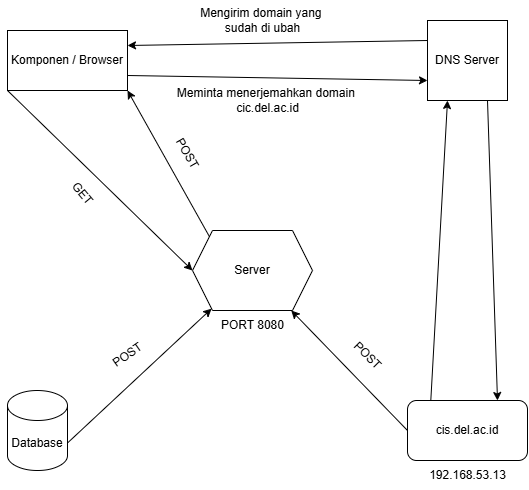 Mengirim domain yang
sudah di ubah
Komponen / Browser
DNS Server
Meminta menerjemahkan domain
cic.del.ac.id
POST
GET
Server
PORT 8080
POST
POST
Database
cis.del.ac.id
192.168.53.13